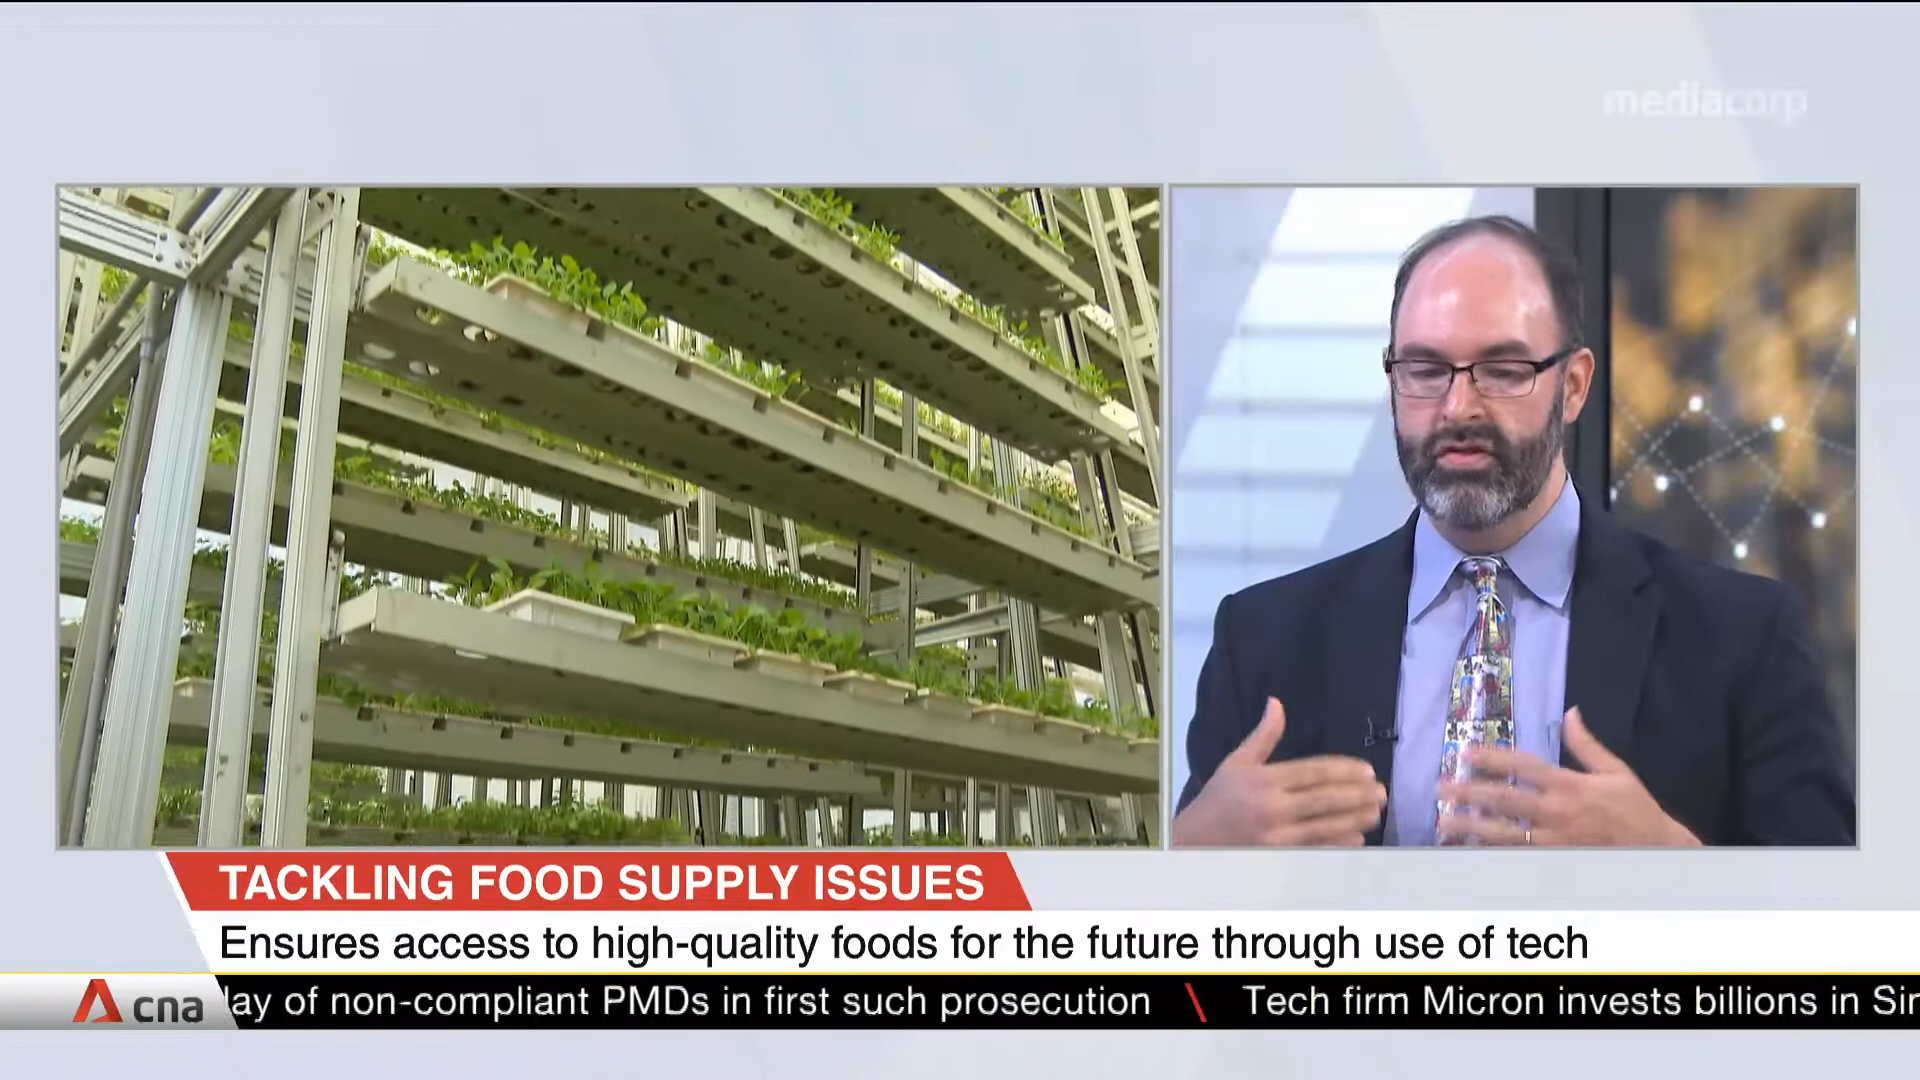 mediacorp
TACKLING FOOD SUPPLY ISSUES
Ensures access to high-quality foods for the future through use of tech
cna
lay of non-compliant PMDs in first such prosecution \ Tech firm Micron invests billions in Sin